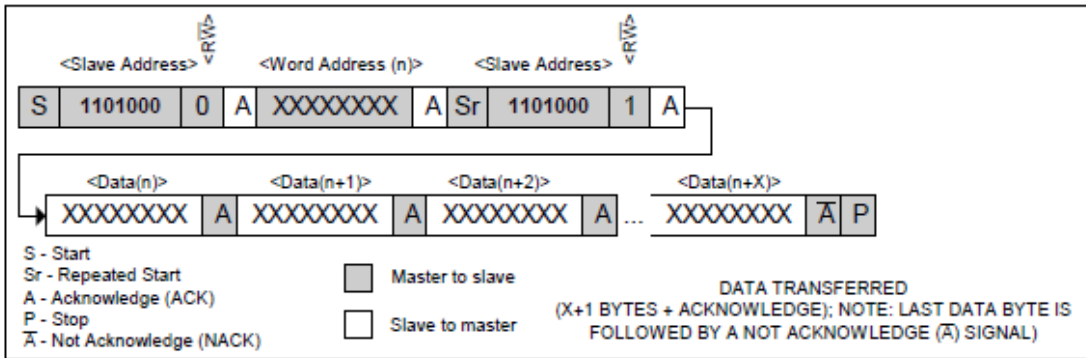 <R/W̅>
<R/W̅>
<Slave Address>
<Word Address (n)>
<Slave Address>
S 1101000 0 A XXXXXXXX A Sr 1101000 1 A
<Data(n)> <Data(n+1)> <Data(n+2)> <Data(n+X)>
XXXXXXXX A XXXXXXXX A XXXXXXXX A ... XXXXXXXX A̅ P
S - Start
Sr - Repeated Start
A - Acknowledge (ACK)
P - Stop
A̅ - Not Acknowledge (NACK)
Master to slave
Slave to master
DATA TRANSFERRED
(X+1 BYTES + ACKNOWLEDGE); NOTE: LAST DATA BYTE IS
FOLLOWED BY A NOT ACKNOWLEDGE (A̅) SIGNAL)